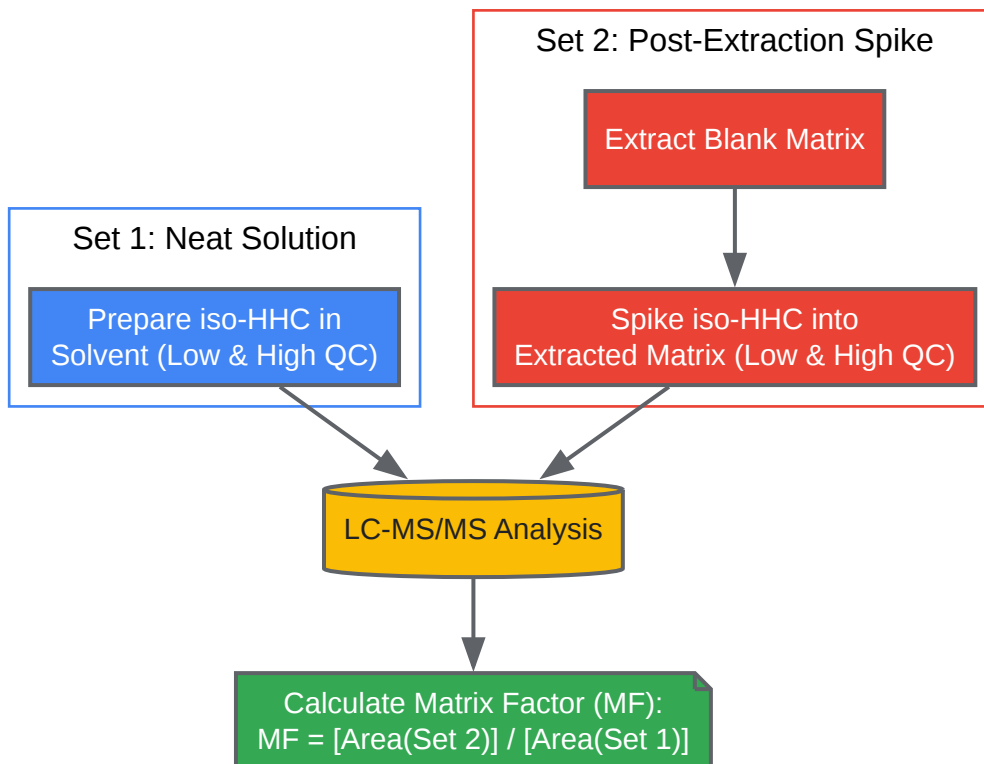 Set 2: Post-Extraction Spike
Extract Blank Matrix
Set 1: Neat Solution
Prepare iso-HHC in
Solvent (Low & High QC)
Spike iso-HHC into
Extracted Matrix (Low & High QC)
LC-MS/MS Analysis
Calculate Matrix Factor (MF):
MF = [Area(Set 2)] / [Area(Set 1)]